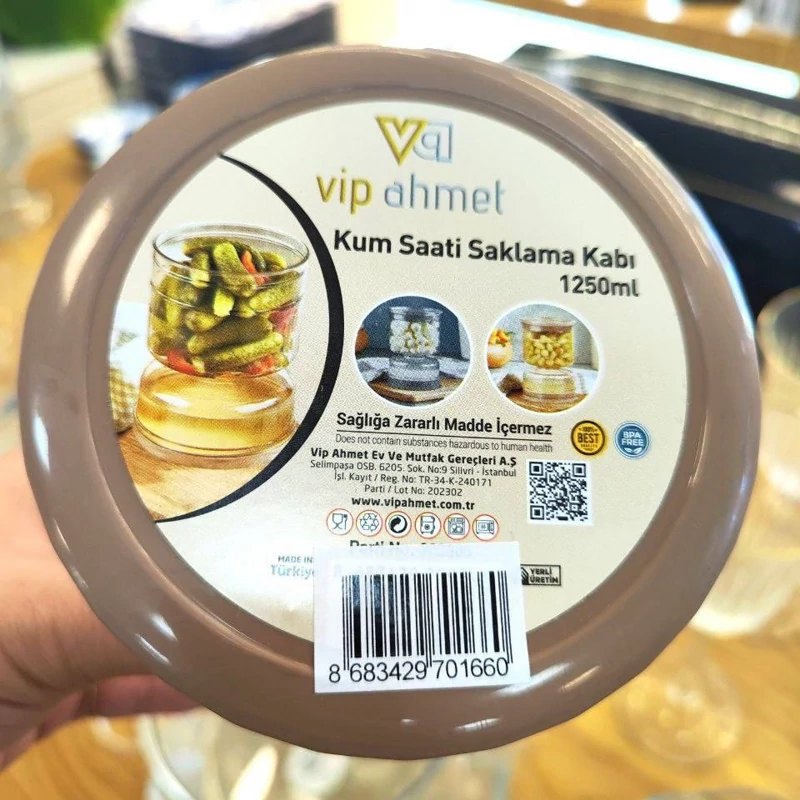 vip ahmet
Kum Saati Saklama Kabı
1250ml
Sağlığa Zararlı Madde İçermez
Does not contain substances hazardous to human health
100%
BEST
BPA
FREE
Vip Ahmet Ev Ve Mutfak Gereçleri A.Ş
Selimpaşa OSB. 6205. Sok. No:9 Silivri - İstanbul
İşl. Kayıt / Reg. No: TR-34-K-240171
Parti / Lot No: 202302
www.vipahmet.com.tr
MADE IN
YERLİ
ÜRETİM
8 683429 701660